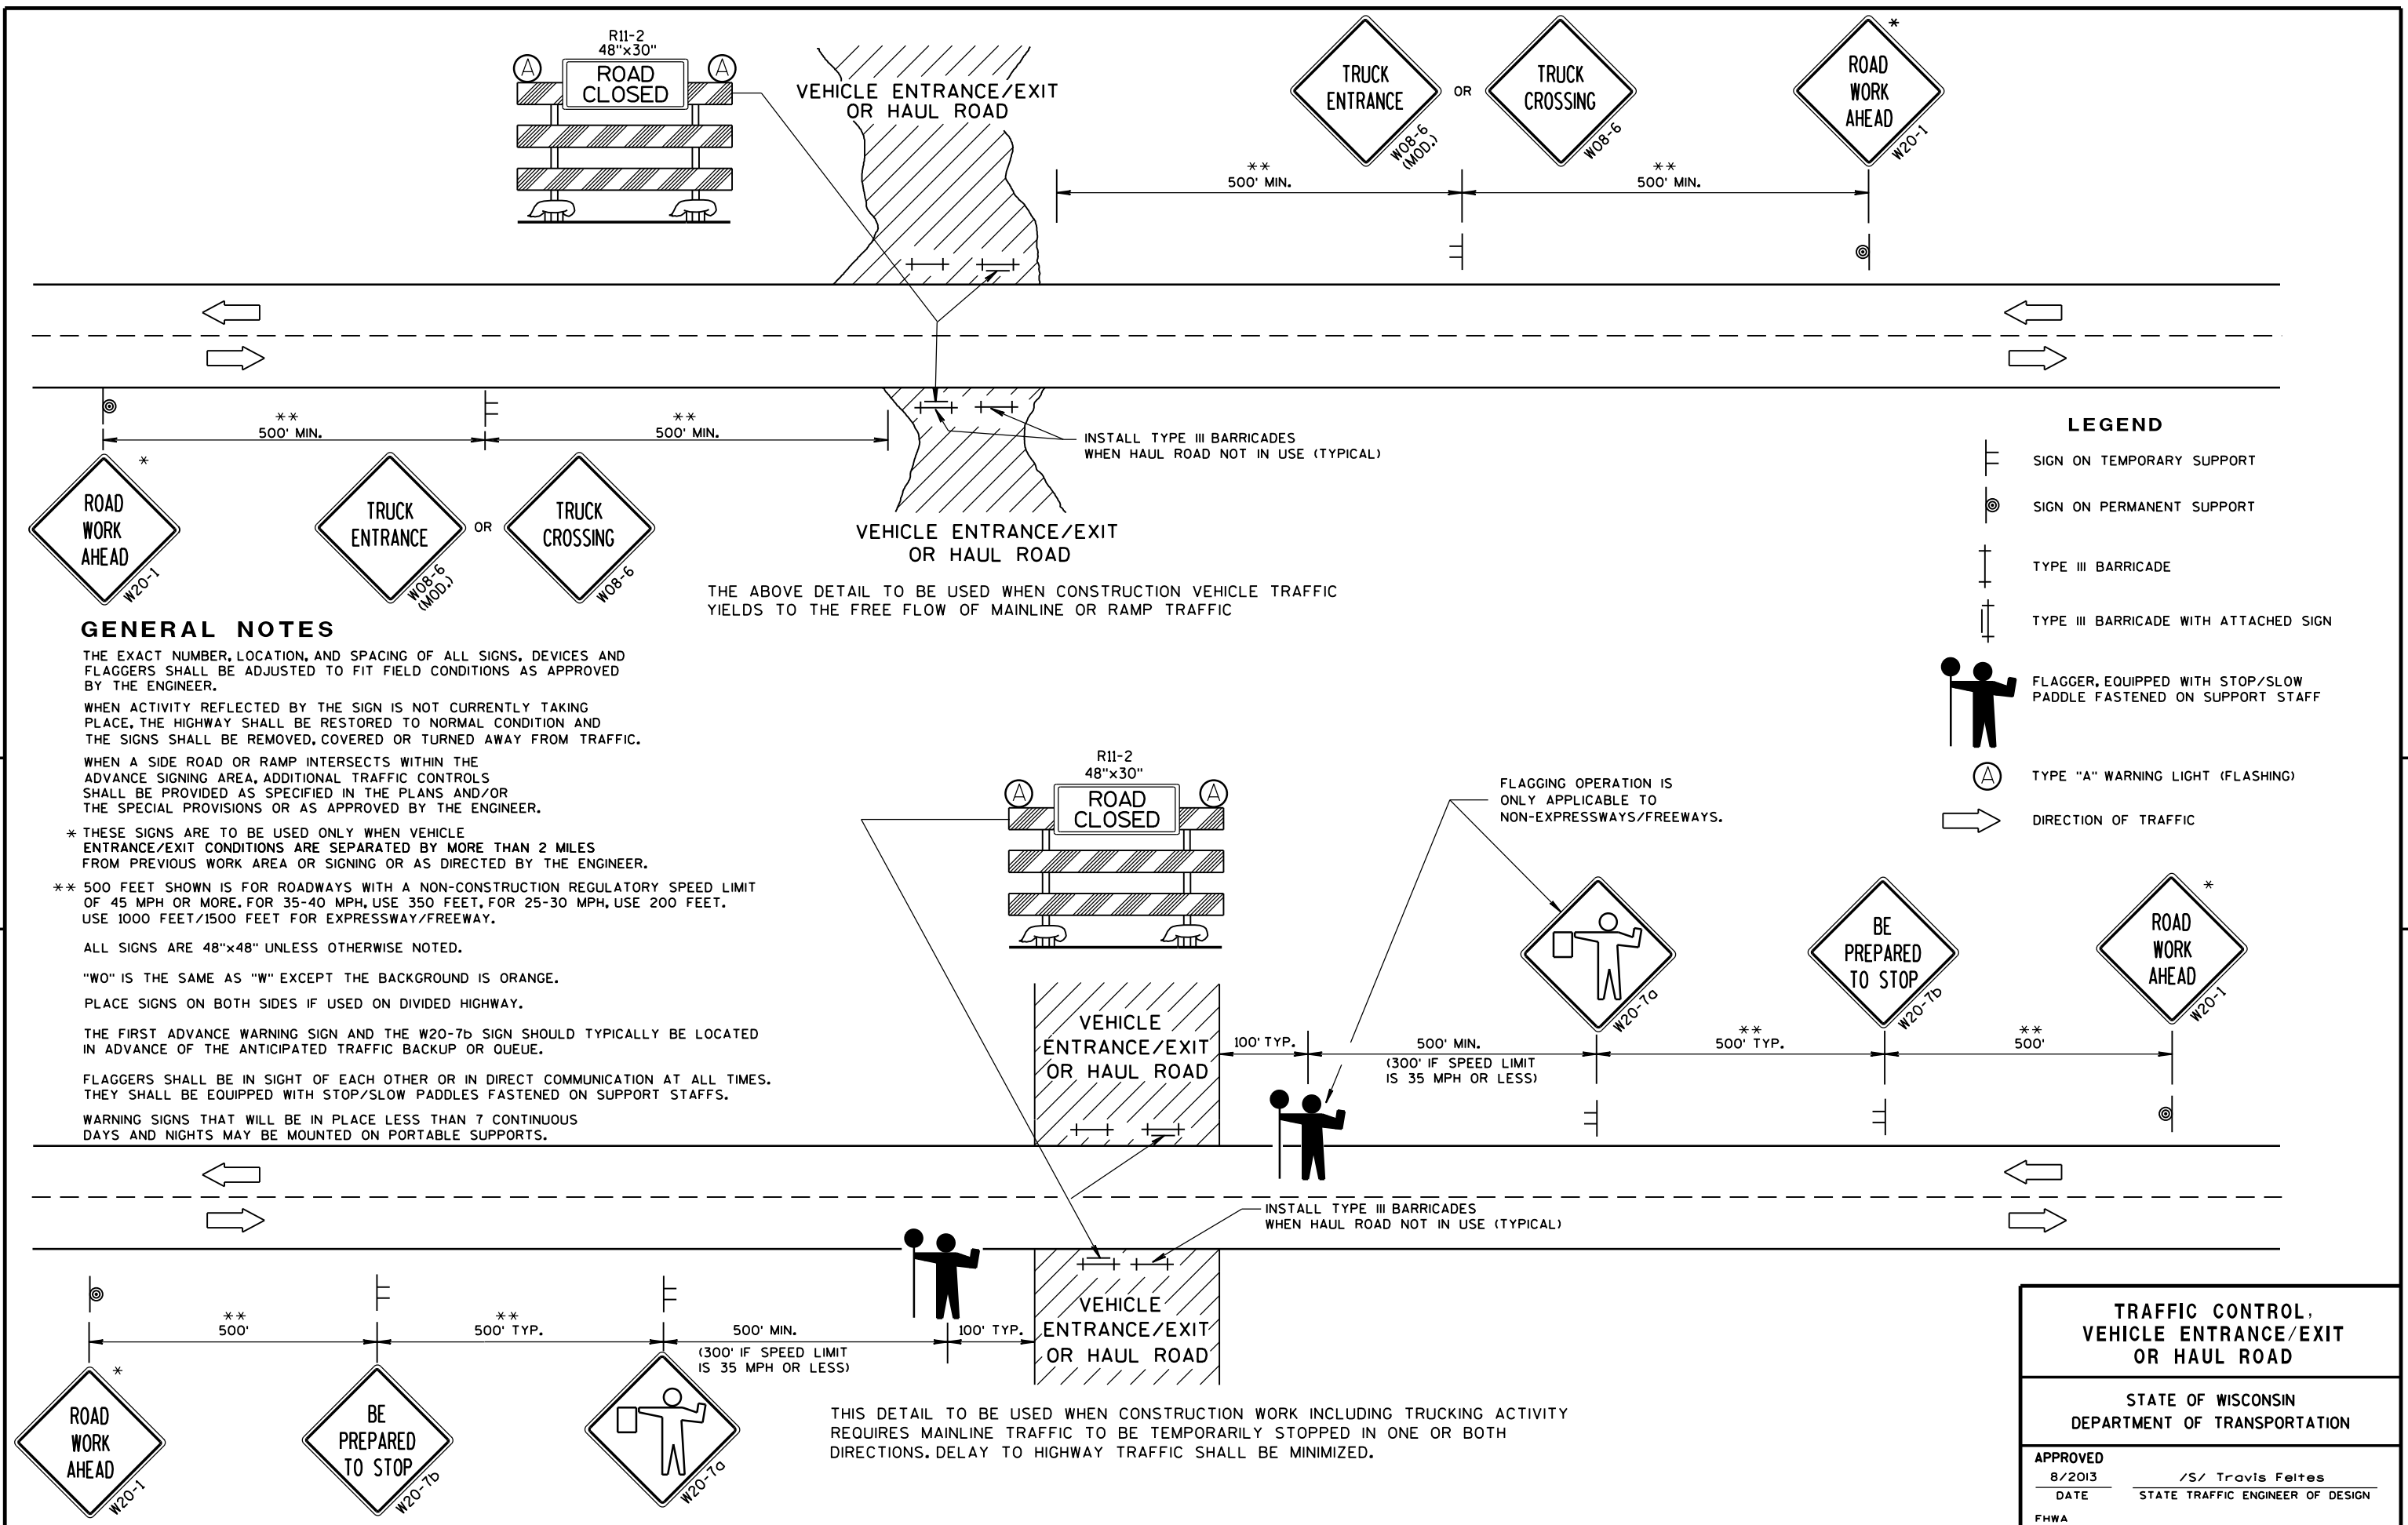 R11-2
48"x30"
A
ROAD
CLOSED
A
VEHICLE ENTRANCE/EXIT
OR HAUL ROAD
TRUCK
ENTRANCE
WO8-6
(MOD.)
OR
TRUCK
CROSSING
WO8-6
*
ROAD
WORK
AHEAD
W20-1
**
500' MIN.
**
500' MIN.
**
500' MIN.
**
500' MIN.
INSTALL TYPE III BARRICADES
WHEN HAUL ROAD NOT IN USE (TYPICAL)
*
ROAD
WORK
AHEAD
W20-1
TRUCK
ENTRANCE
WO8-6
(MOD.)
OR
TRUCK
CROSSING
WO8-6
VEHICLE ENTRANCE/EXIT
OR HAUL ROAD
THE ABOVE DETAIL TO BE USED WHEN CONSTRUCTION VEHICLE TRAFFIC
YIELDS TO THE FREE FLOW OF MAINLINE OR RAMP TRAFFIC
LEGEND
SIGN ON TEMPORARY SUPPORT
SIGN ON PERMANENT SUPPORT
TYPE III BARRICADE
TYPE III BARRICADE WITH ATTACHED SIGN
FLAGGER, EQUIPPED WITH STOP/SLOW
PADDLE FASTENED ON SUPPORT STAFF
A TYPE "A" WARNING LIGHT (FLASHING)
DIRECTION OF TRAFFIC
GENERAL NOTES
THE EXACT NUMBER, LOCATION, AND SPACING OF ALL SIGNS, DEVICES AND
FLAGGERS SHALL BE ADJUSTED TO FIT FIELD CONDITIONS AS APPROVED
BY THE ENGINEER.
WHEN ACTIVITY REFLECTED BY THE SIGN IS NOT CURRENTLY TAKING
PLACE, THE HIGHWAY SHALL BE RESTORED TO NORMAL CONDITION AND
THE SIGNS SHALL BE REMOVED, COVERED OR TURNED AWAY FROM TRAFFIC.
WHEN A SIDE ROAD OR RAMP INTERSECTS WITHIN THE
ADVANCE SIGNING AREA, ADDITIONAL TRAFFIC CONTROLS
SHALL BE PROVIDED AS SPECIFIED IN THE PLANS AND/OR
THE SPECIAL PROVISIONS OR AS APPROVED BY THE ENGINEER.
* THESE SIGNS ARE TO BE USED ONLY WHEN VEHICLE
ENTRANCE/EXIT CONDITIONS ARE SEPARATED BY MORE THAN 2 MILES
FROM PREVIOUS WORK AREA OR SIGNING OR AS DIRECTED BY THE ENGINEER.
** 500 FEET SHOWN IS FOR ROADWAYS WITH A NON-CONSTRUCTION REGULATORY SPEED LIMIT
OF 45 MPH OR MORE. FOR 35-40 MPH, USE 350 FEET, FOR 25-30 MPH, USE 200 FEET.
USE 1000 FEET/1500 FEET FOR EXPRESSWAY/FREEWAY.
ALL SIGNS ARE 48"x48" UNLESS OTHERWISE NOTED.
"WO" IS THE SAME AS "W" EXCEPT THE BACKGROUND IS ORANGE.
PLACE SIGNS ON BOTH SIDES IF USED ON DIVIDED HIGHWAY.
THE FIRST ADVANCE WARNING SIGN AND THE W20-7b SIGN SHOULD TYPICALLY BE LOCATED
IN ADVANCE OF THE ANTICIPATED TRAFFIC BACKUP OR QUEUE.
FLAGGERS SHALL BE IN SIGHT OF EACH OTHER OR IN DIRECT COMMUNICATION AT ALL TIMES.
THEY SHALL BE EQUIPPED WITH STOP/SLOW PADDLES FASTENED ON SUPPORT STAFFS.
WARNING SIGNS THAT WILL BE IN PLACE LESS THAN 7 CONTINUOUS
DAYS AND NIGHTS MAY BE MOUNTED ON PORTABLE SUPPORTS.
R11-2
48"x30"
A
ROAD
CLOSED
A
FLAGGING OPERATION IS
ONLY APPLICABLE TO
NON-EXPRESSWAYS/FREEWAYS.
W20-7a
BE
PREPARED
TO STOP
W20-7b
*
ROAD
WORK
AHEAD
W20-1
VEHICLE
ENTRANCE/EXIT
OR HAUL ROAD
100' TYP.
500' MIN.
(300' IF SPEED LIMIT
IS 35 MPH OR LESS)
**
500' TYP.
**
500'
INSTALL TYPE III BARRICADES
WHEN HAUL ROAD NOT IN USE (TYPICAL)
**
500'
**
500' TYP.
500' MIN.
(300' IF SPEED LIMIT
IS 35 MPH OR LESS)
100' TYP.
VEHICLE
ENTRANCE/EXIT
OR HAUL ROAD
*
ROAD
WORK
AHEAD
W20-1
BE
PREPARED
TO STOP
W20-7b
W20-7a
THIS DETAIL TO BE USED WHEN CONSTRUCTION WORK INCLUDING TRUCKING ACTIVITY
REQUIRES MAINLINE TRAFFIC TO BE TEMPORARILY STOPPED IN ONE OR BOTH
DIRECTIONS. DELAY TO HIGHWAY TRAFFIC SHALL BE MINIMIZED.
TRAFFIC CONTROL,
VEHICLE ENTRANCE/EXIT
OR HAUL ROAD
STATE OF WISCONSIN
DEPARTMENT OF TRANSPORTATION
APPROVED
8/2013 /S/ Travis Feltes
DATE STATE TRAFFIC ENGINEER OF DESIGN
FHWA